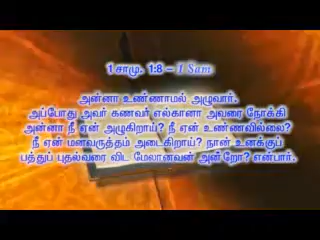 1 சாமு. 1:8 – 1 Sam
அன்னா உண்ணாமல் அழுவார்.
அப்போது அவர் கணவர் எல்கானா அவரை நோக்கி
அன்னா நீ ஏன் அழுகிறாய்? நீ ஏன் உண்ணவில்லை?
நீ ஏன் மனவருத்தம் அடைகிறாய்? நான் உனக்குப்
பத்துப் புதல்வரை விட மேலானவன் அன்றோ? என்பார்.